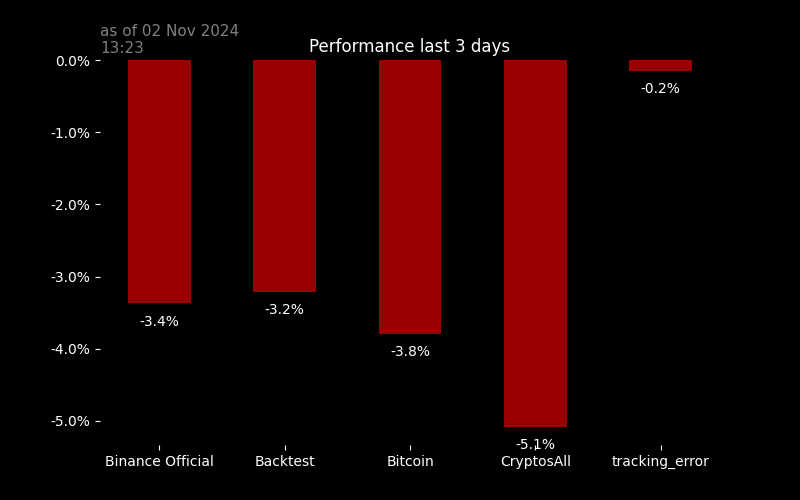 as of 02 Nov 2024
13:23
Performance last 3 days
0.0%
-1.0%
-2.0%
-3.0%
-4.0%
-5.0%
-3.4%
-3.2%
-3.8%
-5.1%
-0.2%
Binance Official
Backtest
Bitcoin
CryptosAll
tracking_error